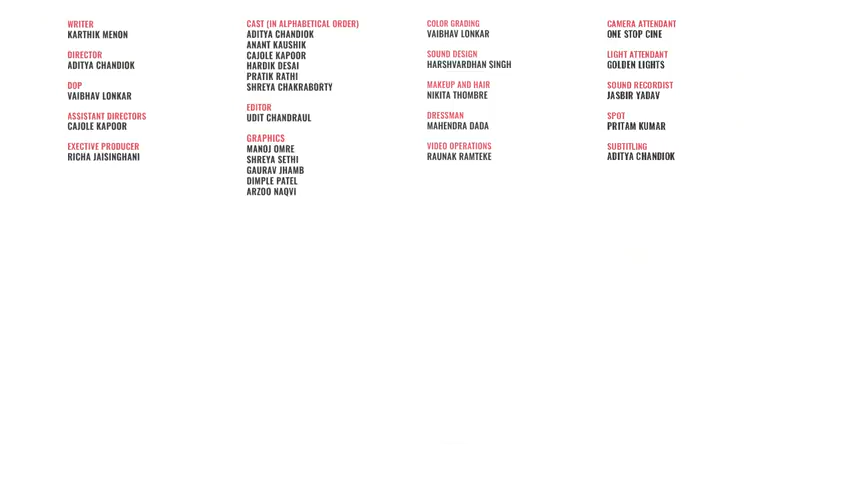 WRITER
KARTHIK MENON
DIRECTOR
ADITYA CHANDIOK
DOP
VAIBHAV LONKAR
ASSISTANT DIRECTORS
CAJOLE KAPOOR
EXECTIVE PRODUCER
RICHA JAISINGHANI
CAST (IN ALPHABETICAL ORDER)
ADITYA CHANDIOK
ANANT KAUSHIK
CAJOLE KAPOOR
HARDIK DESAI
PRATIK RATHI
SHREYA CHAKRABORTY
EDITOR
UDIT CHANDRAUL
GRAPHICS
MANOJ OMRE
SHREYA SETHI
GAURAV JHAMB
DIMPLE PATEL
ARZOO NAQVI
COLOR GRADING
VAIBHAV LONKAR
SOUND DESIGN
HARSHVARDHAN SINGH
MAKEUP AND HAIR
NIKITA THOMBRE
DRESSMAN
MAHENDRA DADA
VIDEO OPERATIONS
RAUNAK RAMTEKE
CAMERA ATTENDANT
ONE STOP CINE
LIGHT ATTENDANT
GOLDEN LIGHTS
SOUND RECORDIST
JASBIR YADAV
SPOT
PRITAM KUMAR
SUBTITLING
ADITYA CHANDIOK